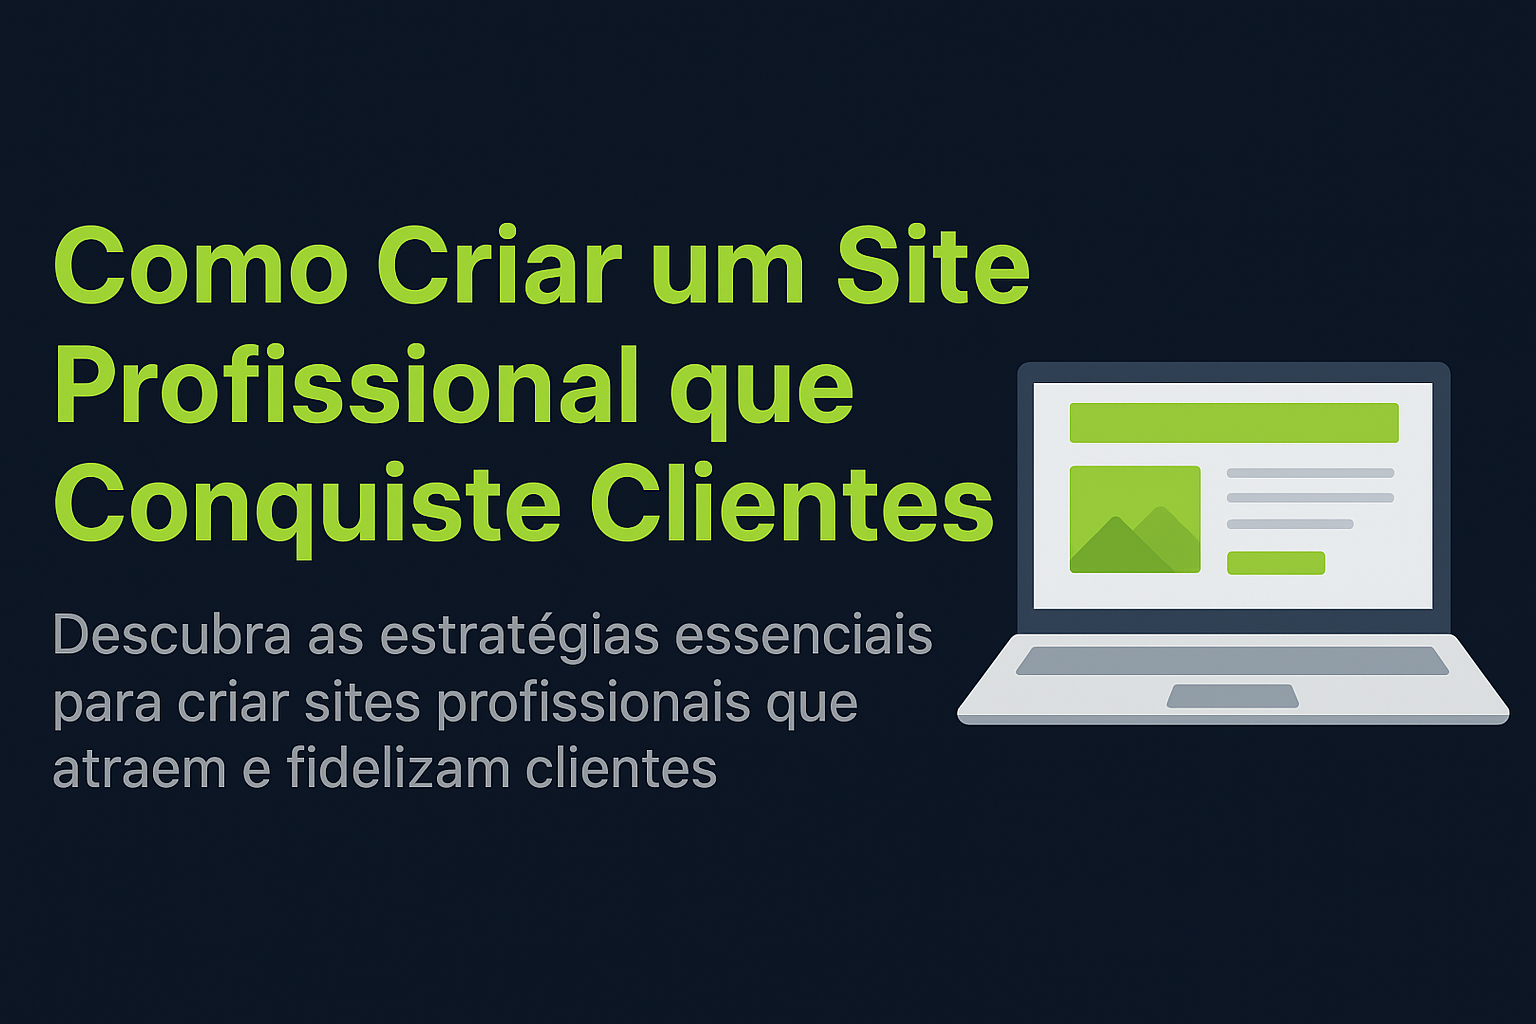 Como Criar um Site
Profissional que
Conquiste Clientes
Descubra as estratégias essenciais
para criar sites profissionais que
atraem e fidelizam clientes